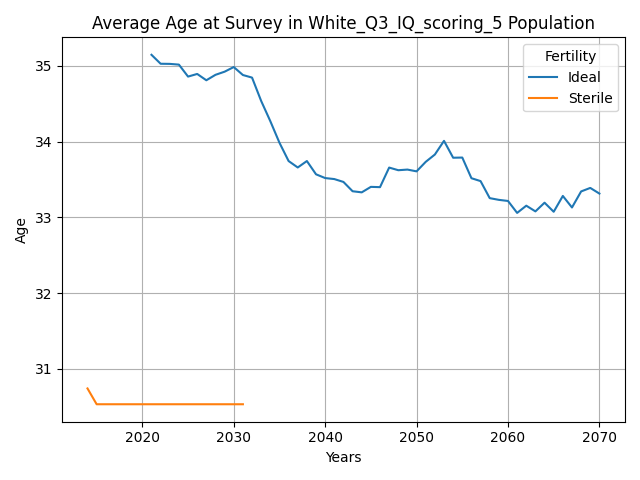 Average Age at Survey in White_Q3_IQ_scoring_5 Population
Fertility
Ideal
Sterile
35
34
33
32
31
Age
2020 2030 2040 2050 2060 2070
Years